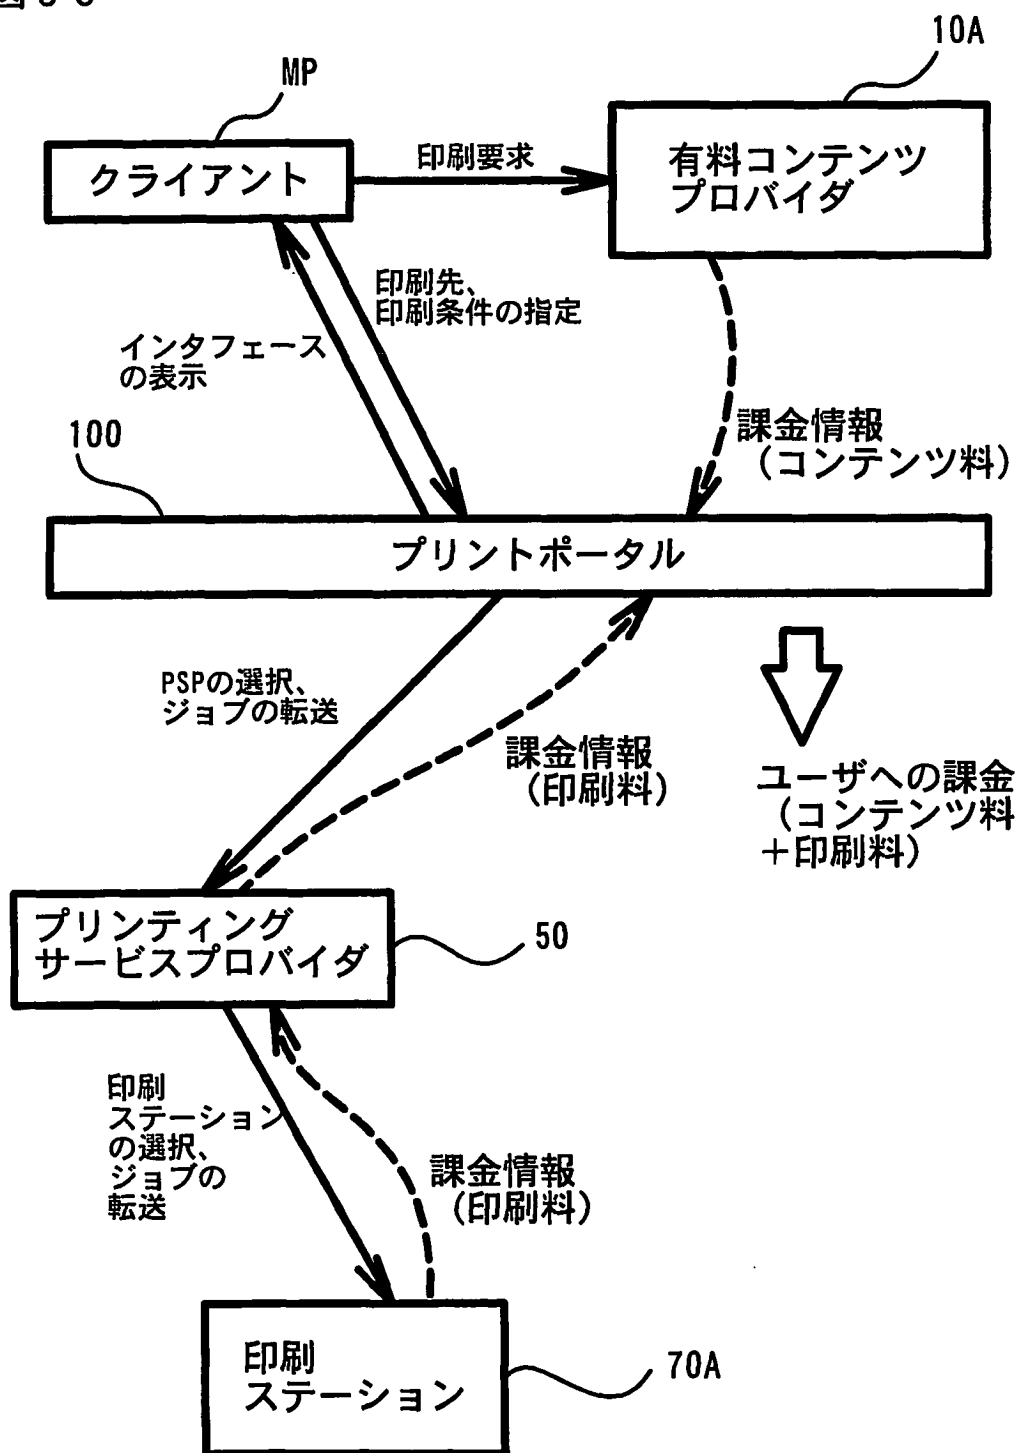 10A
MP
クライアント
印刷要求
有料コンテンツ
プロバイダ
印刷先、
印刷条件の指定
インタフェース
の表示
課金情報
（コンテンツ料）
100
プリントポータル
PSPの選択、
ジョブの転送
課金情報
（印刷料）
ユーザへの課金
（コンテンツ料
＋印刷料）
プリンティング
サービスプロバイダ
50
印刷
ステーション
の選択、
ジョブの
転送
課金情報
（印刷料）
印刷
ステーション
70A